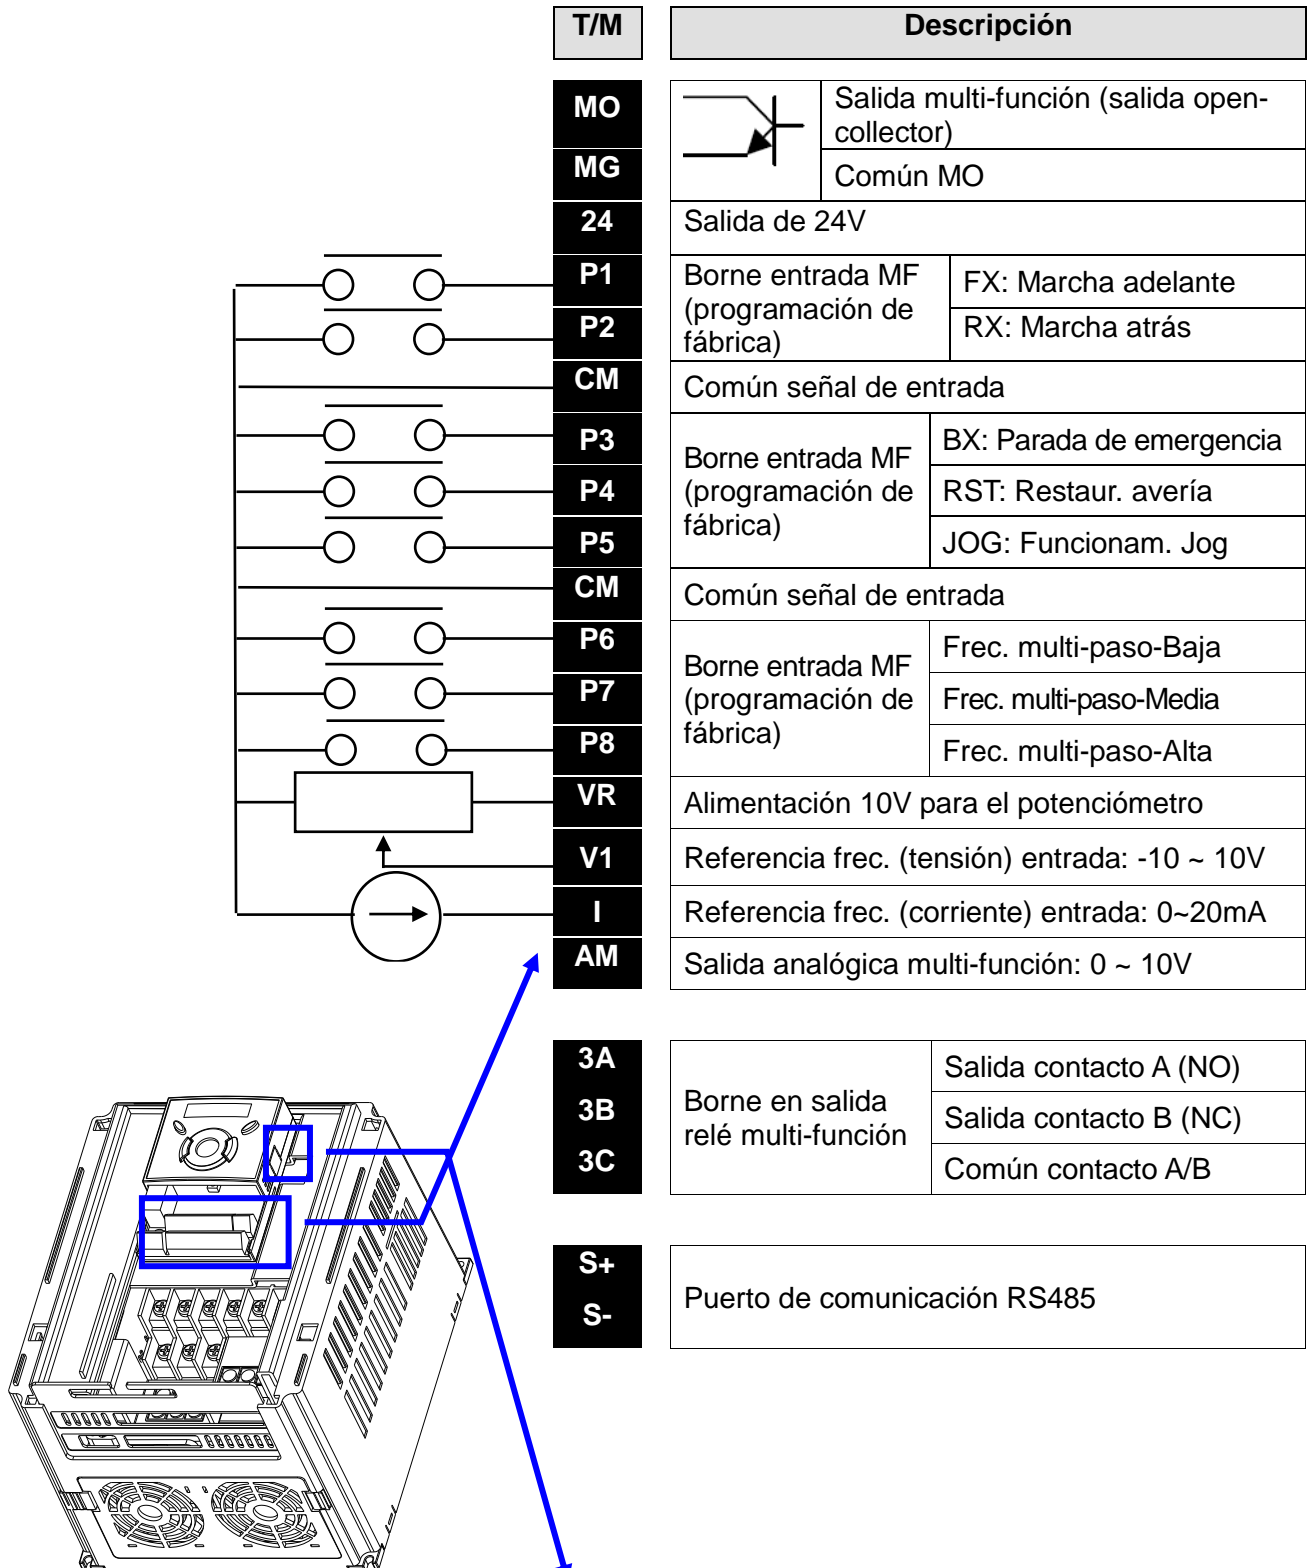 T/M
Descripción
MO
Salida multi-función (salida open-
collector)
MG
Común MO
24
Salida de 24V
P1
Borne entrada MF
(programación de
fábrica)
FX: Marcha adelante
P2
RX: Marcha atrás
CM
Común señal de entrada
P3
Borne entrada MF
(programación de
fábrica)
BX: Parada de emergencia
P4
RST: Restaur. avería
P5
JOG: Funcionam. Jog
CM
Común señal de entrada
P6
Borne entrada MF
(programación de
fábrica)
Frec. multi-paso-Baja
P7
Frec. multi-paso-Media
P8
Frec. multi-paso-Alta
VR
Alimentación 10V para el potenciómetro
V1
Referencia frec. (tensión) entrada: -10 ~ 10V
I
Referencia frec. (corriente) entrada: 0~20mA
AM
Salida analógica multi-función: 0 ~ 10V
3A
Borne en salida
relé multi-función
Salida contacto A (NO)
3B
Salida contacto B (NC)
3C
Común contacto A/B
S+
S-
Puerto de comunicación RS485